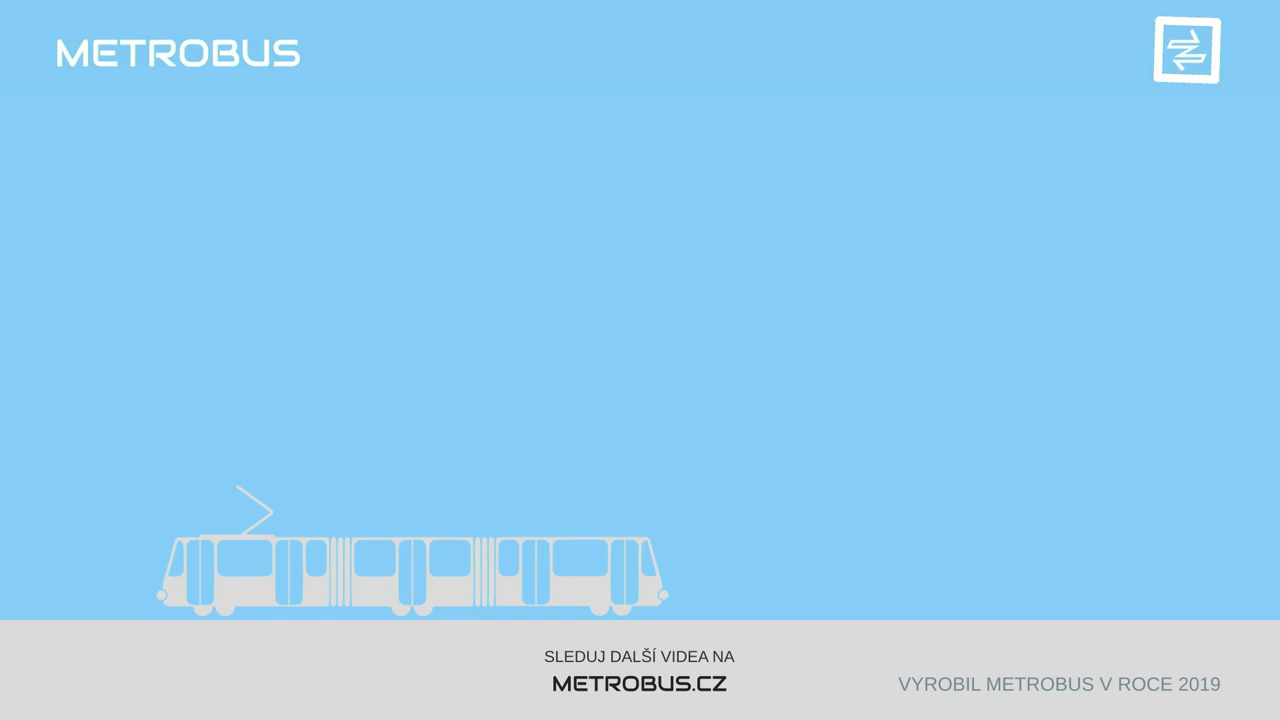 METROBUS
SLEDUJ DALŠÍ VIDEA NA
METROBUS.CZ
VYROBIL METROBUS V ROCE 2019